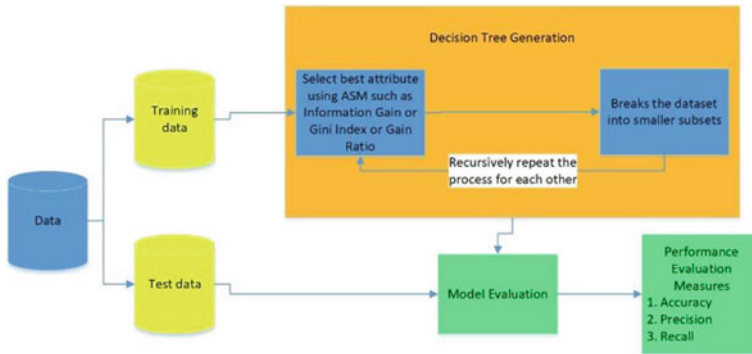 Decision Tree Generation
Select best attribute
using ASM such as
Information Gain or
Gini Index or Gain
Ratio
Breaks the dataset
into smaller subsets
Recursively repeat the
process for each other
Training
data
Data
Test data
Model Evaluation
Performance
Evaluation
Measures
1. Accuracy
2. Precision
3. Recall